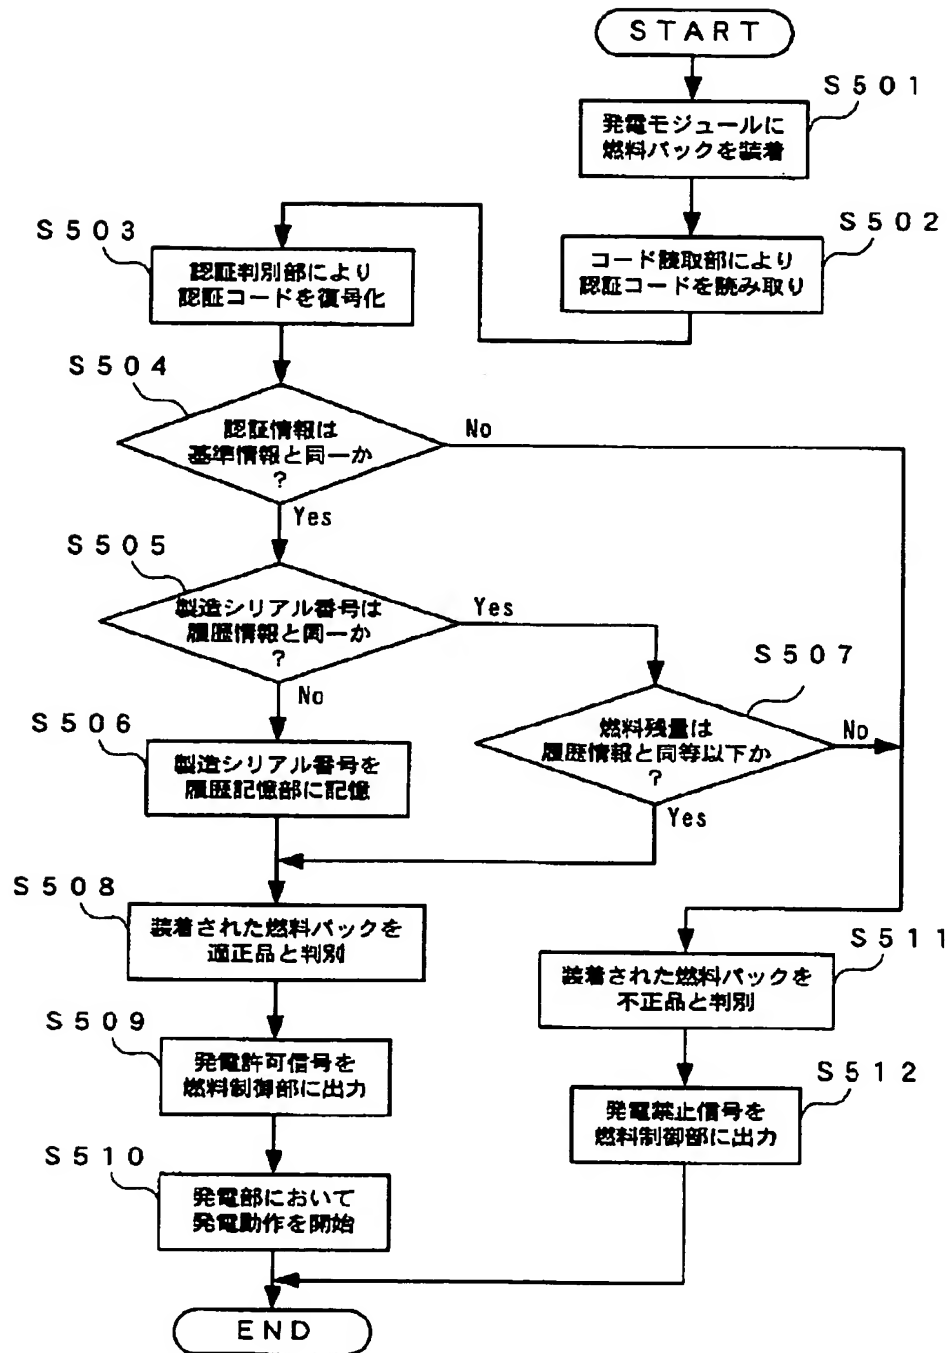 START
S501
発電モジュールに
燃料パックを装着
S502
コード読取部により
認証コードを読み取り
S503
認証判別部により
認証コードを復号化
S504
認証情報は
基準情報と同一か
?
No
Yes
S505
製造シリアル番号は
履歴情報と同一か
?
Yes
No
S506
製造シリアル番号を
履歴記憶部に記憶
S507
燃料残量は
履歴情報と同等以下か
?
No
Yes
S508
装着された燃料パックを
適正品と判別
S509
発電許可信号を
燃料制御部に出力
S510
発電部において
発電動作を開始
S511
装着された燃料パックを
不正品と判別
S512
発電禁止信号を
燃料制御部に出力
END